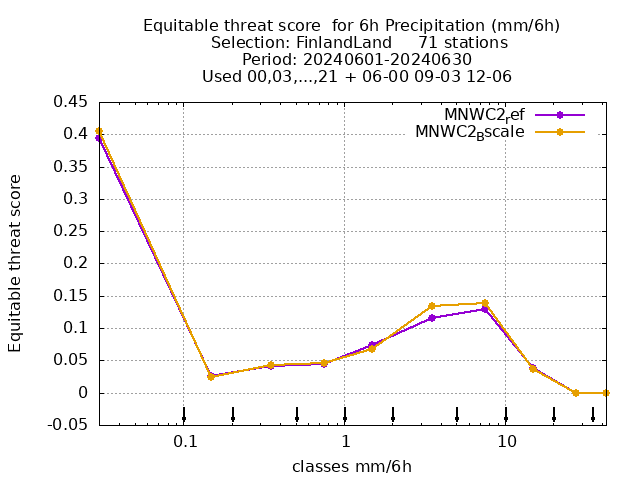 Equitable threat score  for 6h Precipitation (mm/6h)
Selection: FinlandLand     71 stations
Period: 20240601-20240630
Used 00,03,...,21 + 06-00 09-03 12-06
MNWC2ref
MNWC2Bscale
Equitable threat score
0.45
0.4
0.35
0.3
0.25
0.2
0.15
0.1
0.05
0
-0.05
0.1 1 10
classes mm/6h